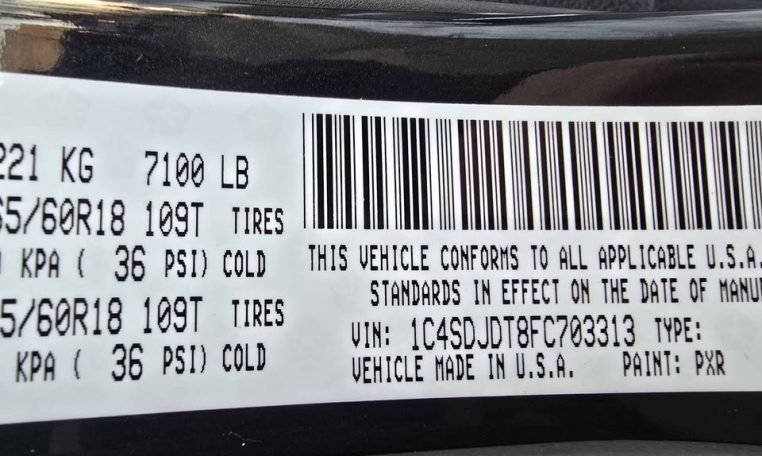 221 KG 7100 LB
65/60R18 109T TIRES
KPA ( 36 PSI) COLD
5/60R18 109T TIRES
KPA ( 36 PSI) COLD
THIS VEHICLE CONFORMS TO ALL APPLICABLE U.S.A.
STANDARDS IN EFFECT ON THE DATE OF MANU
VIN: 1C4SDJDT8FC703313 TYPE:
VEHICLE MADE IN U.S.A. PAINT: PXR